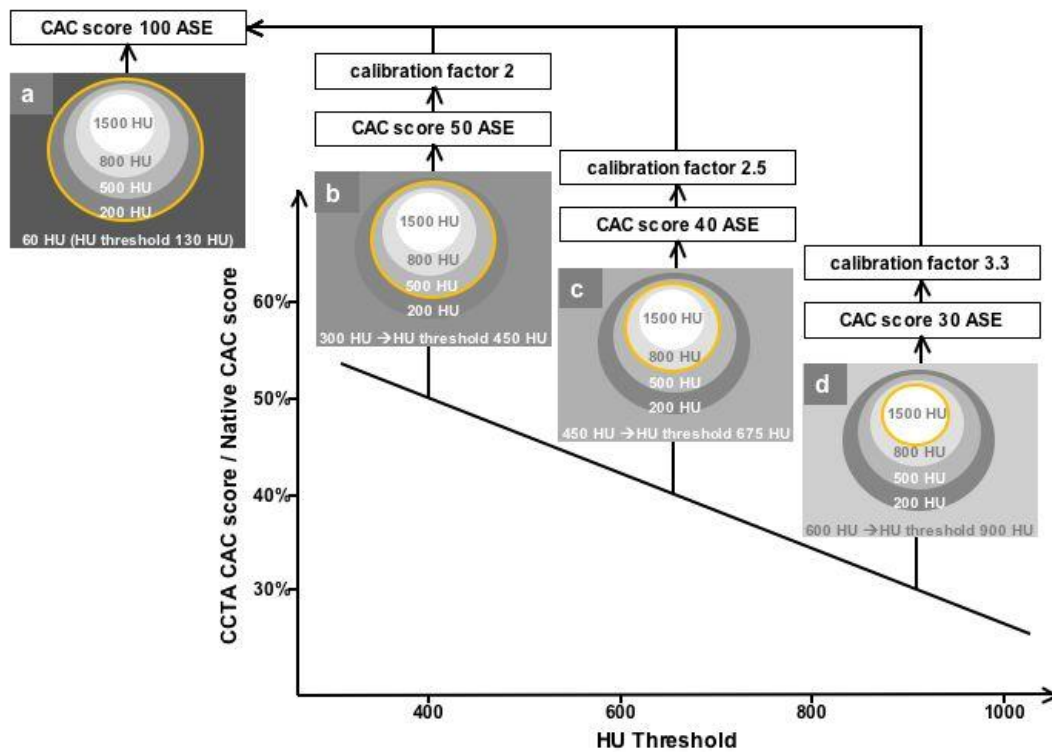 CAC score 100 ASE
a
1500 HU
800 HU
500 HU
200 HU
60 HU (HU threshold 130 HU)
calibration factor 2
CAC score 50 ASE
b
1500 HU
800 HU
500 HU
200 HU
300 HU →HU threshold 450 HU
calibration factor 2.5
CAC score 40 ASE
c
1500 HU
800 HU
500 HU
200 HU
450 HU →HU threshold 675 HU
calibration factor 3.3
CAC score 30 ASE
d
1500 HU
800 HU
500 HU
200 HU
600 HU →HU threshold 900 HU
CCTA CAC score / Native CAC score
60%
50%
40%
30%
400 600 800 1000
HU Threshold